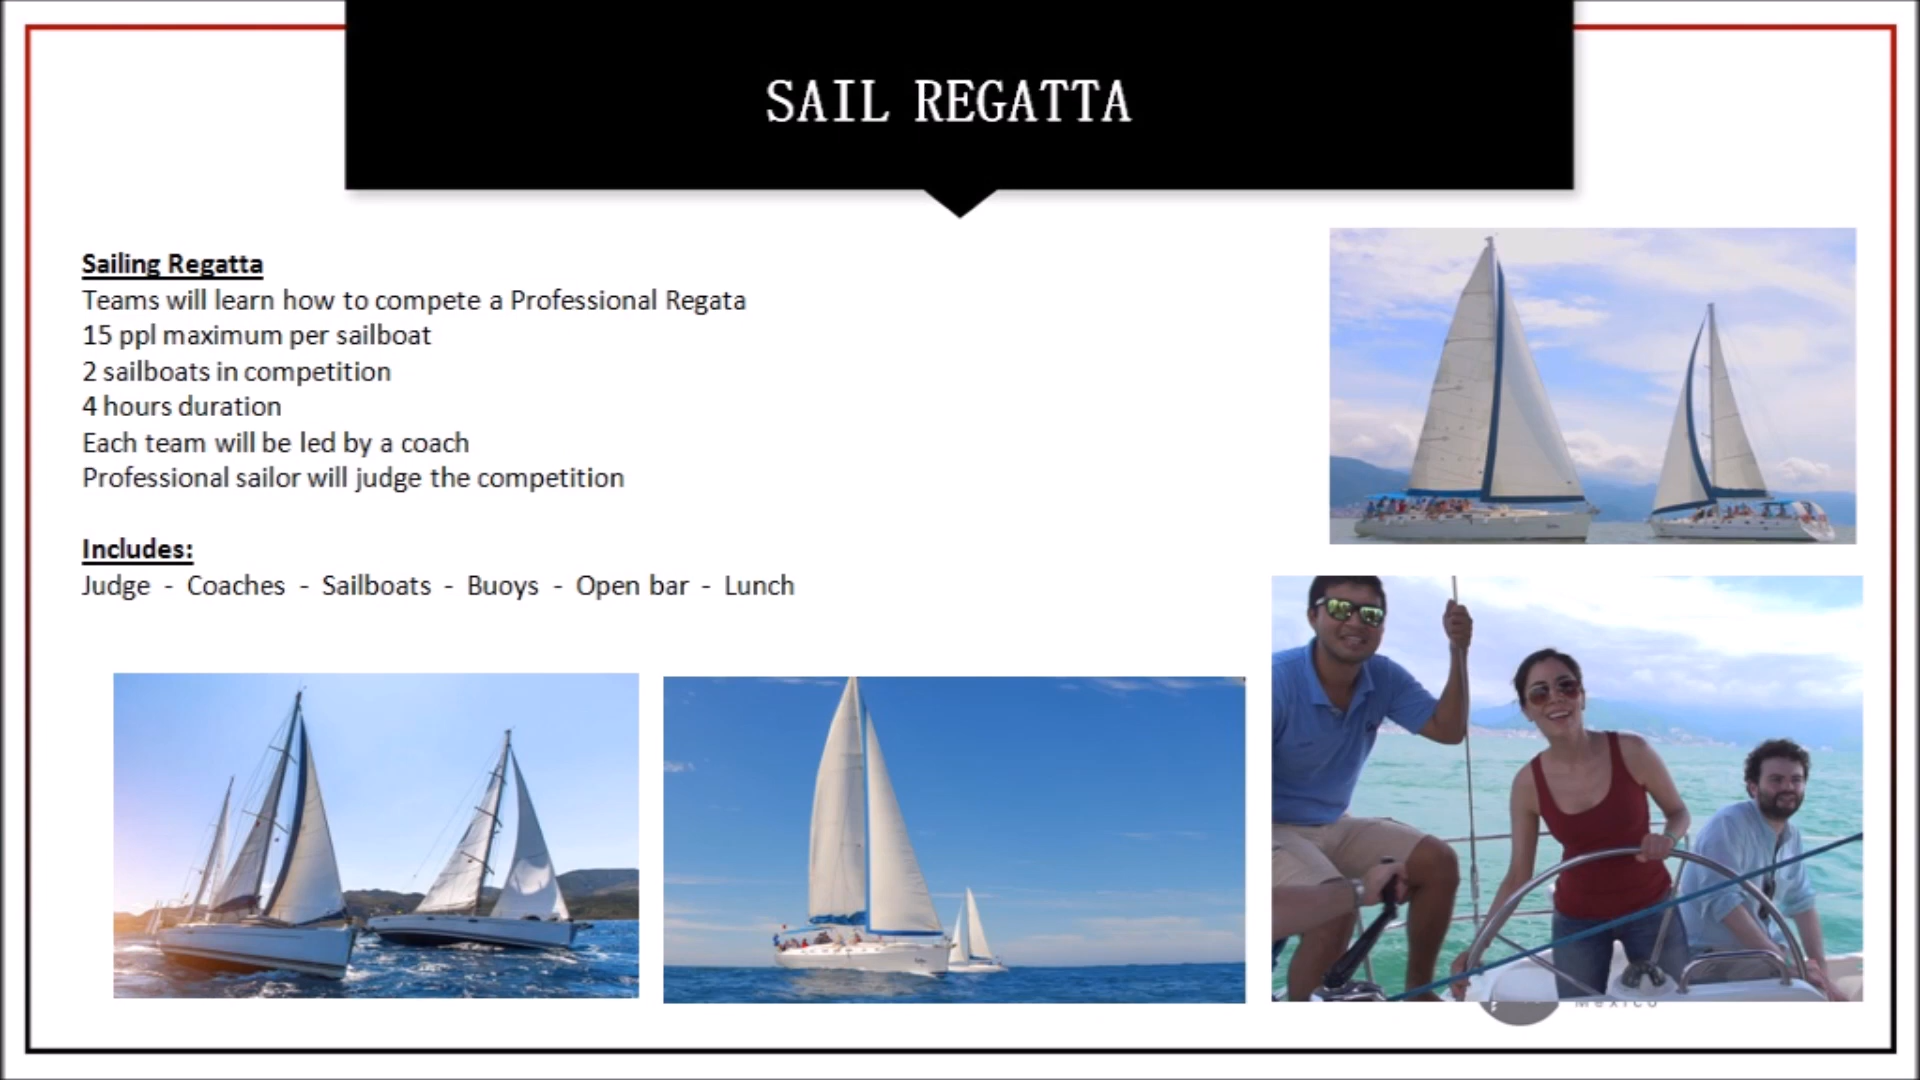 SAIL REGATTA
Sailing Regatta
Teams will learn how to compete a Professional Regata
15 ppl maximum per sailboat
2 sailboats in competition
4 hours duration
Each team will be led by a coach
Professional sailor will judge the competition
Includes:
Judge - Coaches - Sailboats - Buoys - Open bar - Lunch
Mexico